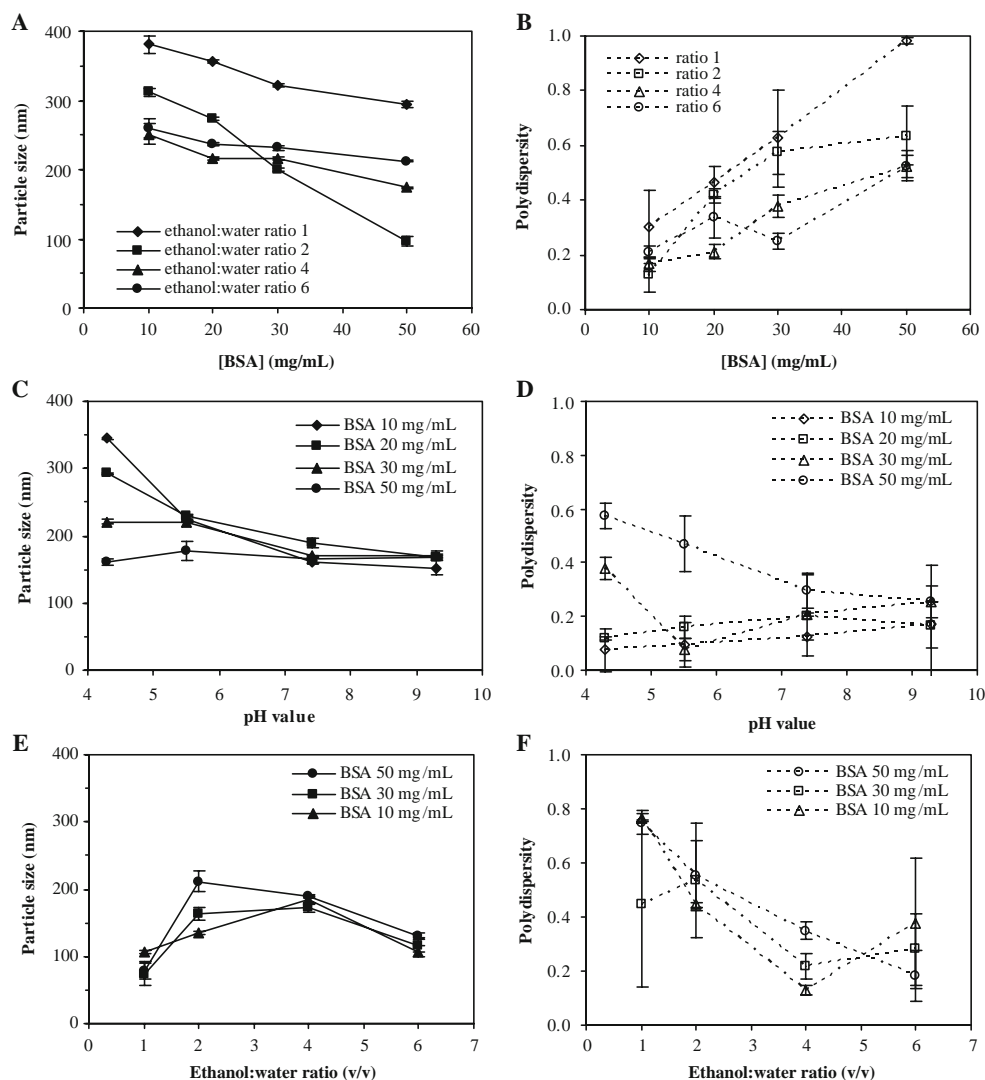 A
400
300
200
100
0
Particle size (nm)
ethanol:water ratio 1
ethanol:water ratio 2
ethanol:water ratio 4
ethanol:water ratio 6
0 10 20 30 40 50 60
[BSA] (mg/mL)
B
1.0
0.8
0.6
0.4
0.2
0.0
Polydispersity
ratio 1
ratio 2
ratio 4
ratio 6
0 10 20 30 40 50 60
[BSA] (mg/mL)
C
400
300
200
100
0
Particle size (nm)
BSA 10 mg/mL
BSA 20 mg/mL
BSA 30 mg/mL
BSA 50 mg/mL
4 5 6 7 8 9 10
pH value
D
1.0
0.8
0.6
0.4
0.2
0.0
Polydispersity
BSA 10 mg/mL
BSA 20 mg/mL
BSA 30 mg/mL
BSA 50 mg/mL
4 5 6 7 8 9 10
pH value
E
400
300
200
100
0
Particle size (nm)
BSA 50 mg/mL
BSA 30 mg/mL
BSA 10 mg/mL
0 1 2 3 4 5 6 7
Ethanol:water ratio (v/v)
F
1.0
0.8
0.6
0.4
0.2
0.0
Polydispersity
BSA 50 mg/mL
BSA 30 mg/mL
BSA 10 mg/mL
0 1 2 3 4 5 6 7
Ethanol:water ratio (v/v)